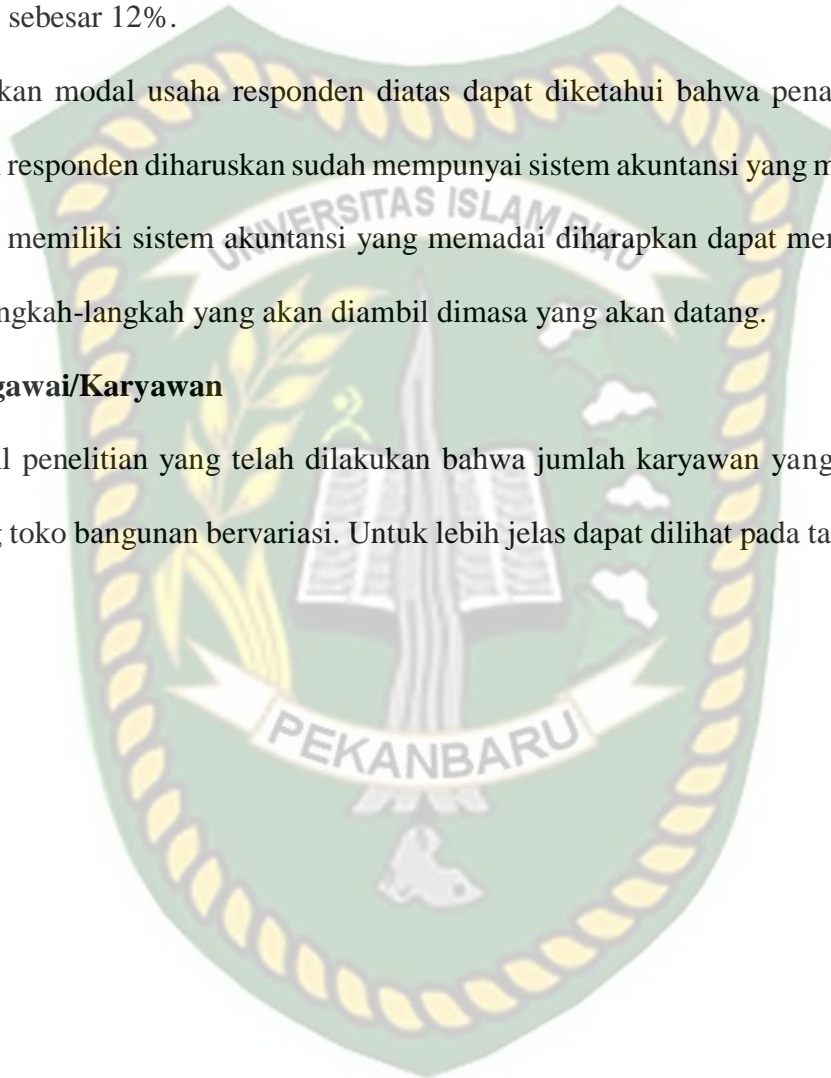 sebesar 12%.
kan modal usaha responden diatas dapat diketahui bahwa pena
responden diharuskan sudah mempunyai sistem akuntansi yang m
UNIVERSITAS ISLAM RIAU
memiliki sistem akuntansi yang memadai diharapkan dapat mer
ngkah-langkah yang akan diambil dimasa yang akan datang.
gawai/Karyawan
l penelitian yang telah dilakukan bahwa jumlah karyawan yang
toko bangunan bervariasi. Untuk lebih jelas dapat dilihat pada ta
PEKANBARU